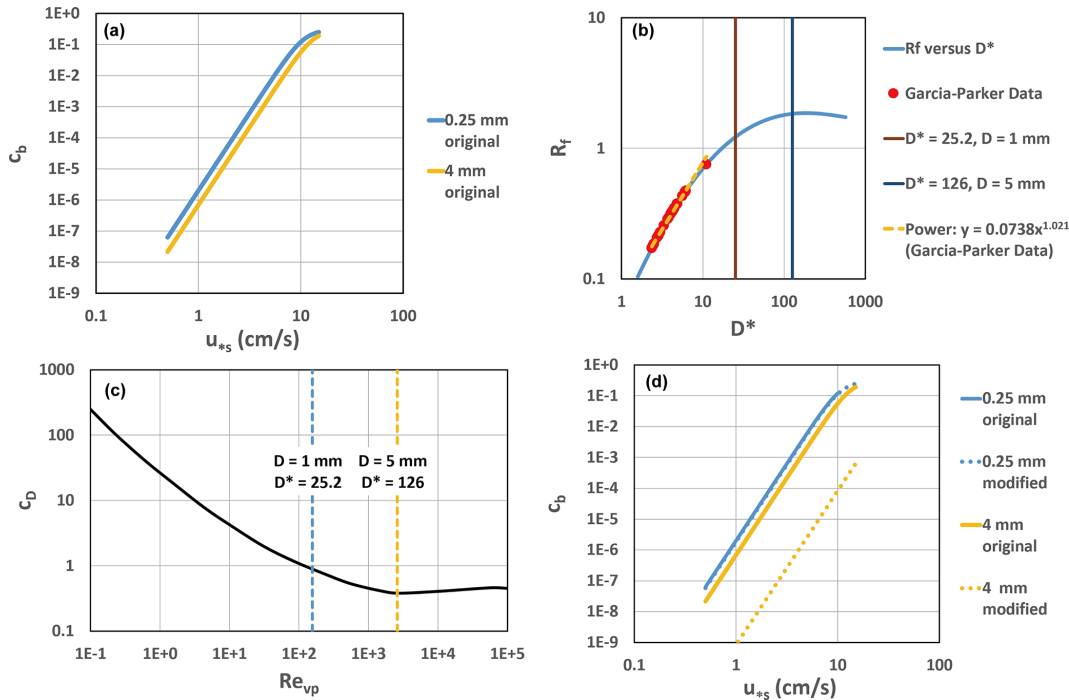 (a)
1E+0
1E-1
1E-2
1E-3
1E-4
1E-5
1E-6
1E-7
1E-8
1E-9
0.1
1
10
100
c_b
u_{*s} (cm/s)
0.25 mm
original
4 mm
original
(b)
10
1
0.1
1
10
100
1000
R_f
D*
Rf versus D*
Garcia-Parker Data
D* = 25.2, D = 1 mm
D* = 126, D = 5 mm
Power: y = 0.0738x^{1.021}
(Garcia-Parker Data)
(c)
1000
100
10
1
0.1
1E-1
1E+0
1E+1
1E+2
1E+3
1E+4
1E+5
c_D
Re_{vp}
D = 1 mm
D* = 25.2
D = 5 mm
D* = 126
(d)
1E+0
1E-1
1E-2
1E-3
1E-4
1E-5
1E-6
1E-7
1E-8
1E-9
0.1
1
10
100
c_b
u_{*s} (cm/s)
0.25 mm
original
0.25 mm
modified
4 mm
original
4 mm
modified